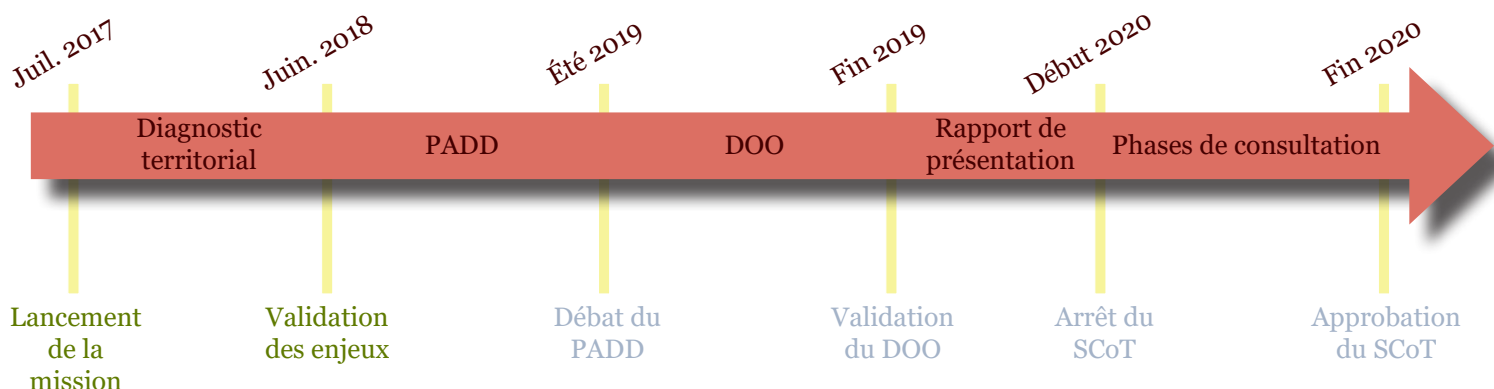 Juil. 2017
Juin. 2018
Été 2019
Fin 2019
Début 2020
Fin 2020
Diagnostic
territorial
PADD
DOO
Rapport de
présentation
Phases de consultation
Lancement
de la
mission
Validation
des enjeux
Débat du
PADD
Validation
du DOO
Arrêt du
SCoT
Approbation
du SCoT